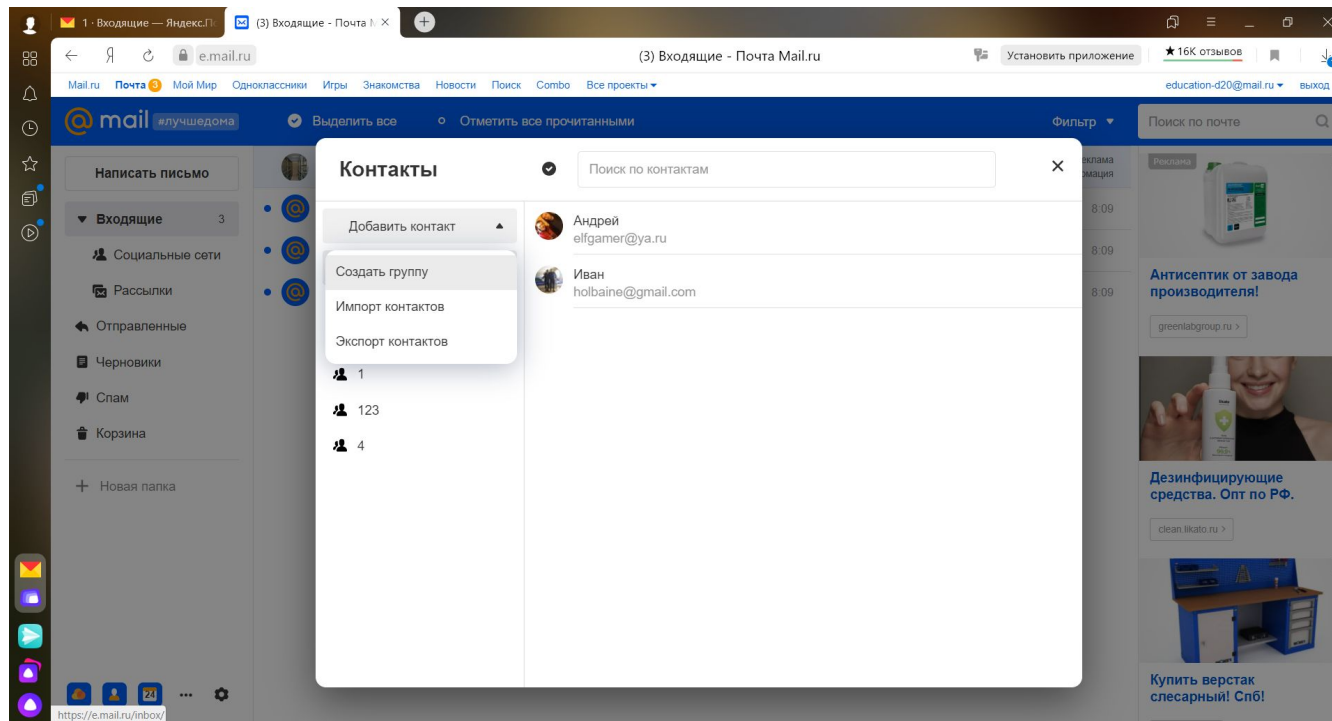 1 · Входящие — Яндекс.По
(3) Входящие - Почта M
e.mail.ru
(3) Входящие - Почта Mail.ru
Установить приложение
★ 16K отзывов
Mail.ru Почта 3 Мой Мир Одноклассники Игры Знакомства Новости Поиск Combo Все проекты
education-d20@mail.ru выход
@mail #лучшедома
Выделить все
Отметить все прочитанными
Фильтр
Поиск по почте
Написать письмо
Входящие 3
Социальные сети
Рассылки
Отправленные
Черновики
Спам
Корзина
+ Новая папка
24
https://e.mail.ru/inbox/
Контакты
Поиск по контактам
Добавить контакт
Создать группу
Импорт контактов
Экспорт контактов
1
123
4
Андрей
elfgamer@ya.ru
Иван
holbaine@gmail.com
8:09
8:09
8:09
Реклама
Антисептик от завода
производителя!
greenlabgroup.ru >
Дезинфицирующие
средства. Опт по РФ.
clean.likato.ru >
Купить верстак
слесарный! Спб!